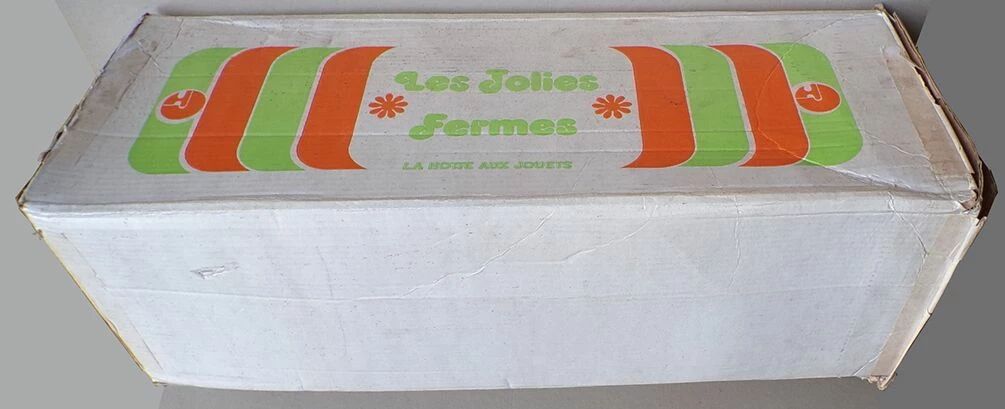 Les Jolies
Fermes
LA HOTTE AUX JOUETS